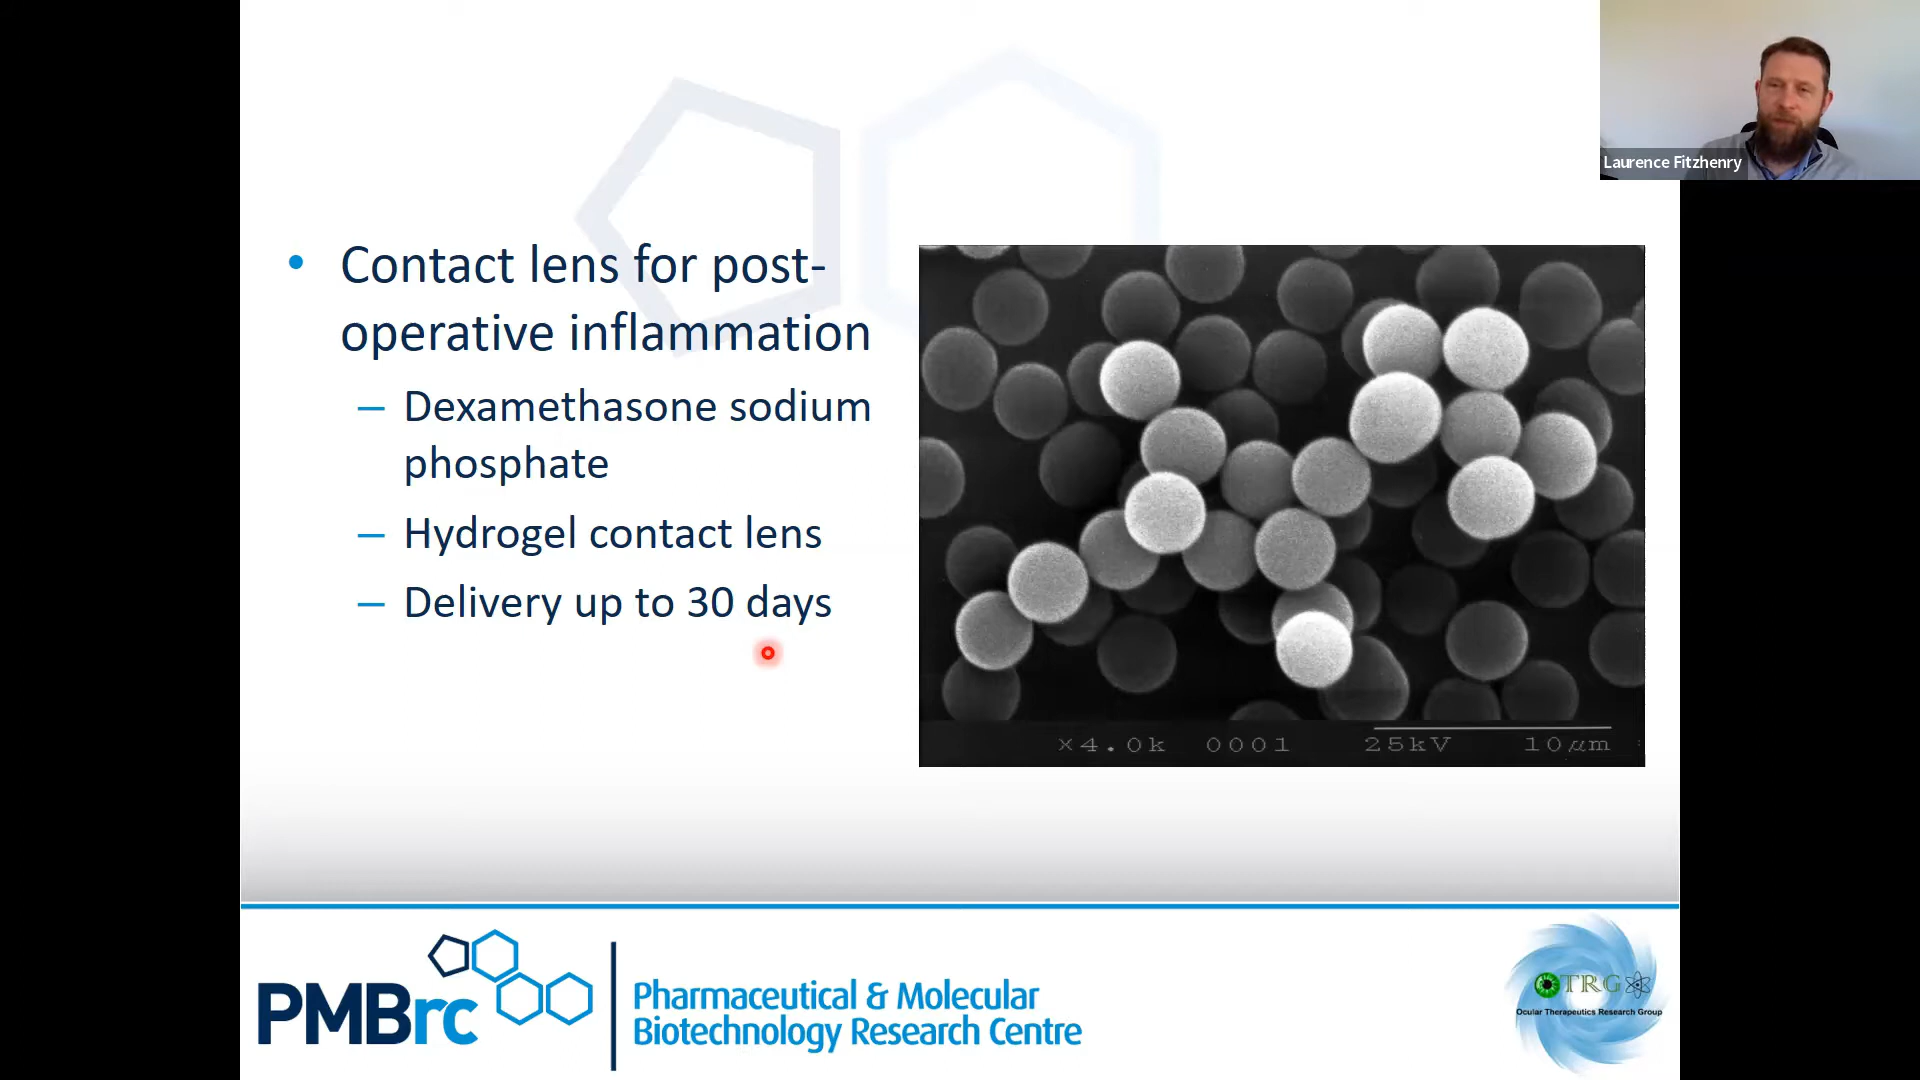 Laurence Fitzhenry
• Contact lens for post-
operative inflammation
– Dexamethasone sodium
phosphate
– Hydrogel contact lens
– Delivery up to 30 days
×4.0k 0001 25kV 10μm
PMBrc
Pharmaceutical & Molecular
Biotechnology Research Centre
OTRG
Ocular Therapeutics Research Group